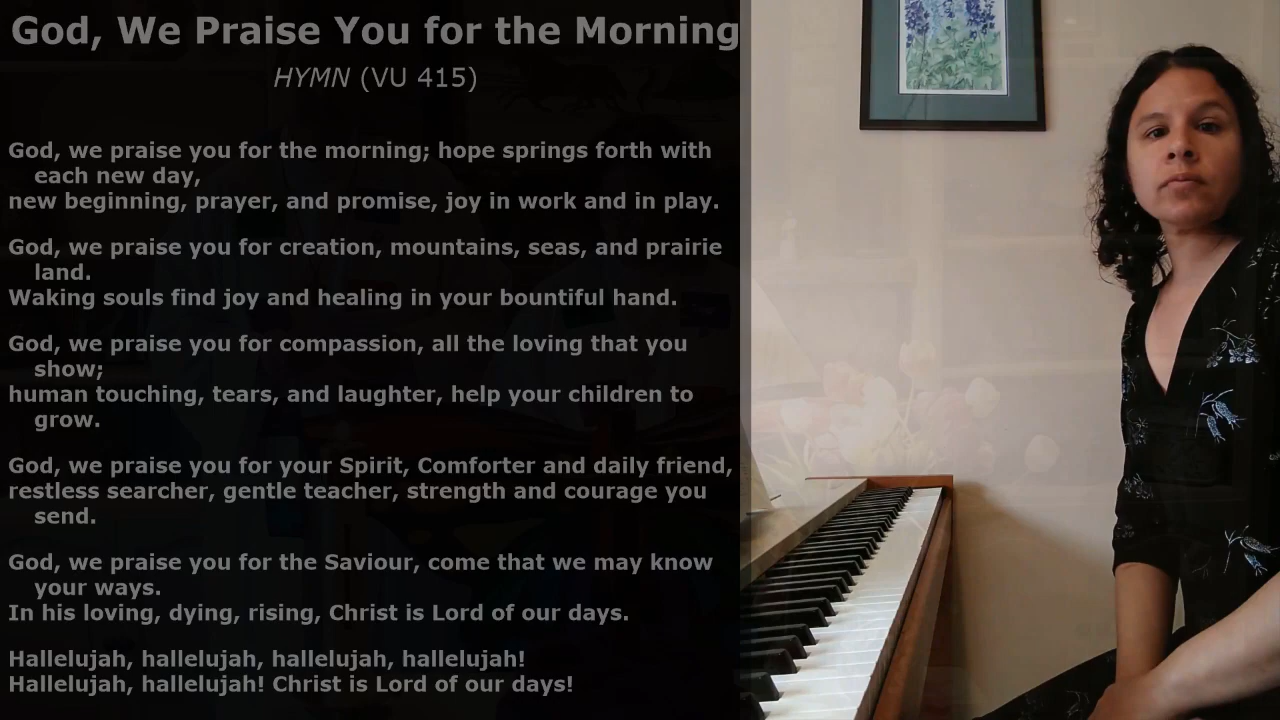 God, We Praise You for the Morning
HYMN (VU 415)
God, we praise you for the morning; hope springs forth with
each new day,
new beginning, prayer, and promise, joy in work and in play.
God, we praise you for creation, mountains, seas, and prairie
land.
Waking souls find joy and healing in your bountiful hand.
God, we praise you for compassion, all the loving that you
show;
human touching, tears, and laughter, help your children to
grow.
God, we praise you for your Spirit, Comforter and daily friend,
restless searcher, gentle teacher, strength and courage you
send.
God, we praise you for the Saviour, come that we may know
your ways.
In his loving, dying, rising, Christ is Lord of our days.
Hallelujah, hallelujah, hallelujah, hallelujah!
Hallelujah, hallelujah! Christ is Lord of our days!